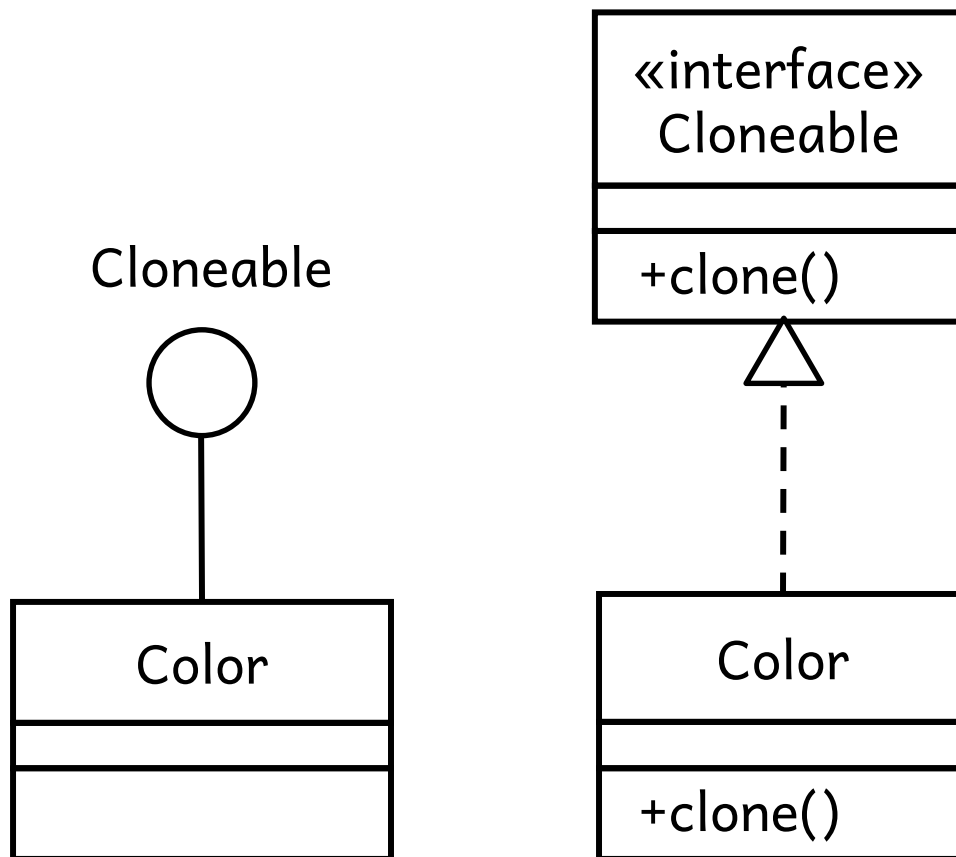 Cloneable
Color
«interface»
Cloneable
+clone()
Color
+clone()